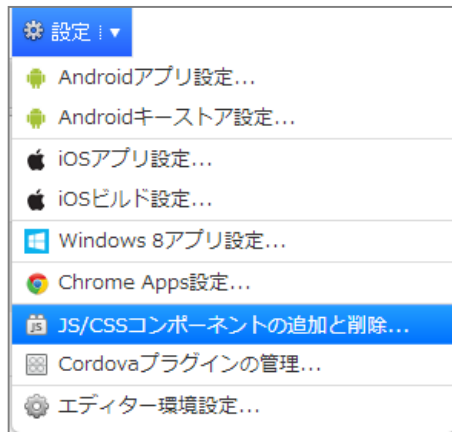 設定
Androidアプリ設定...
Androidキーストア設定...
iOSアプリ設定...
iOSビルド設定...
Windows 8アプリ設定...
Chrome Apps設定...
JS JS/CSSコンポーネントの追加と削除...
Cordovaプラグインの管理...
エディター環境設定...